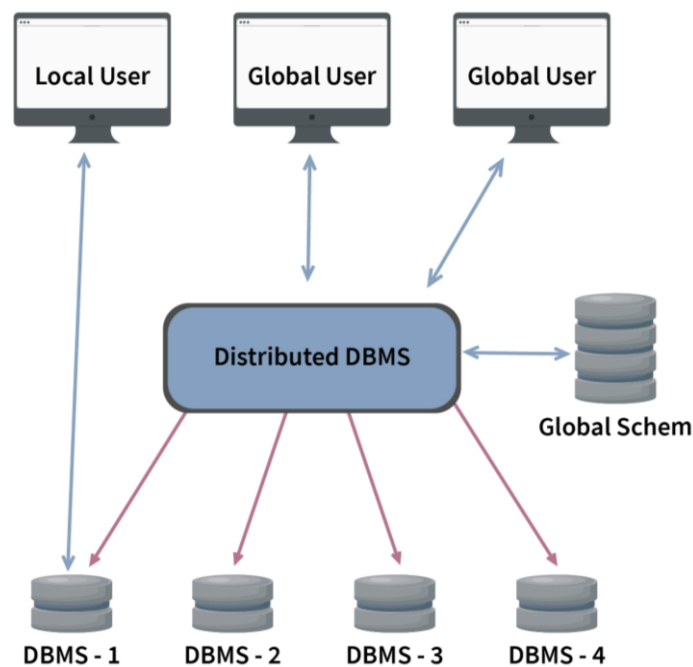 Local User
Global User
Global User
Distributed DBMS
Global Schem
DBMS - 1
DBMS - 2
DBMS - 3
DBMS - 4